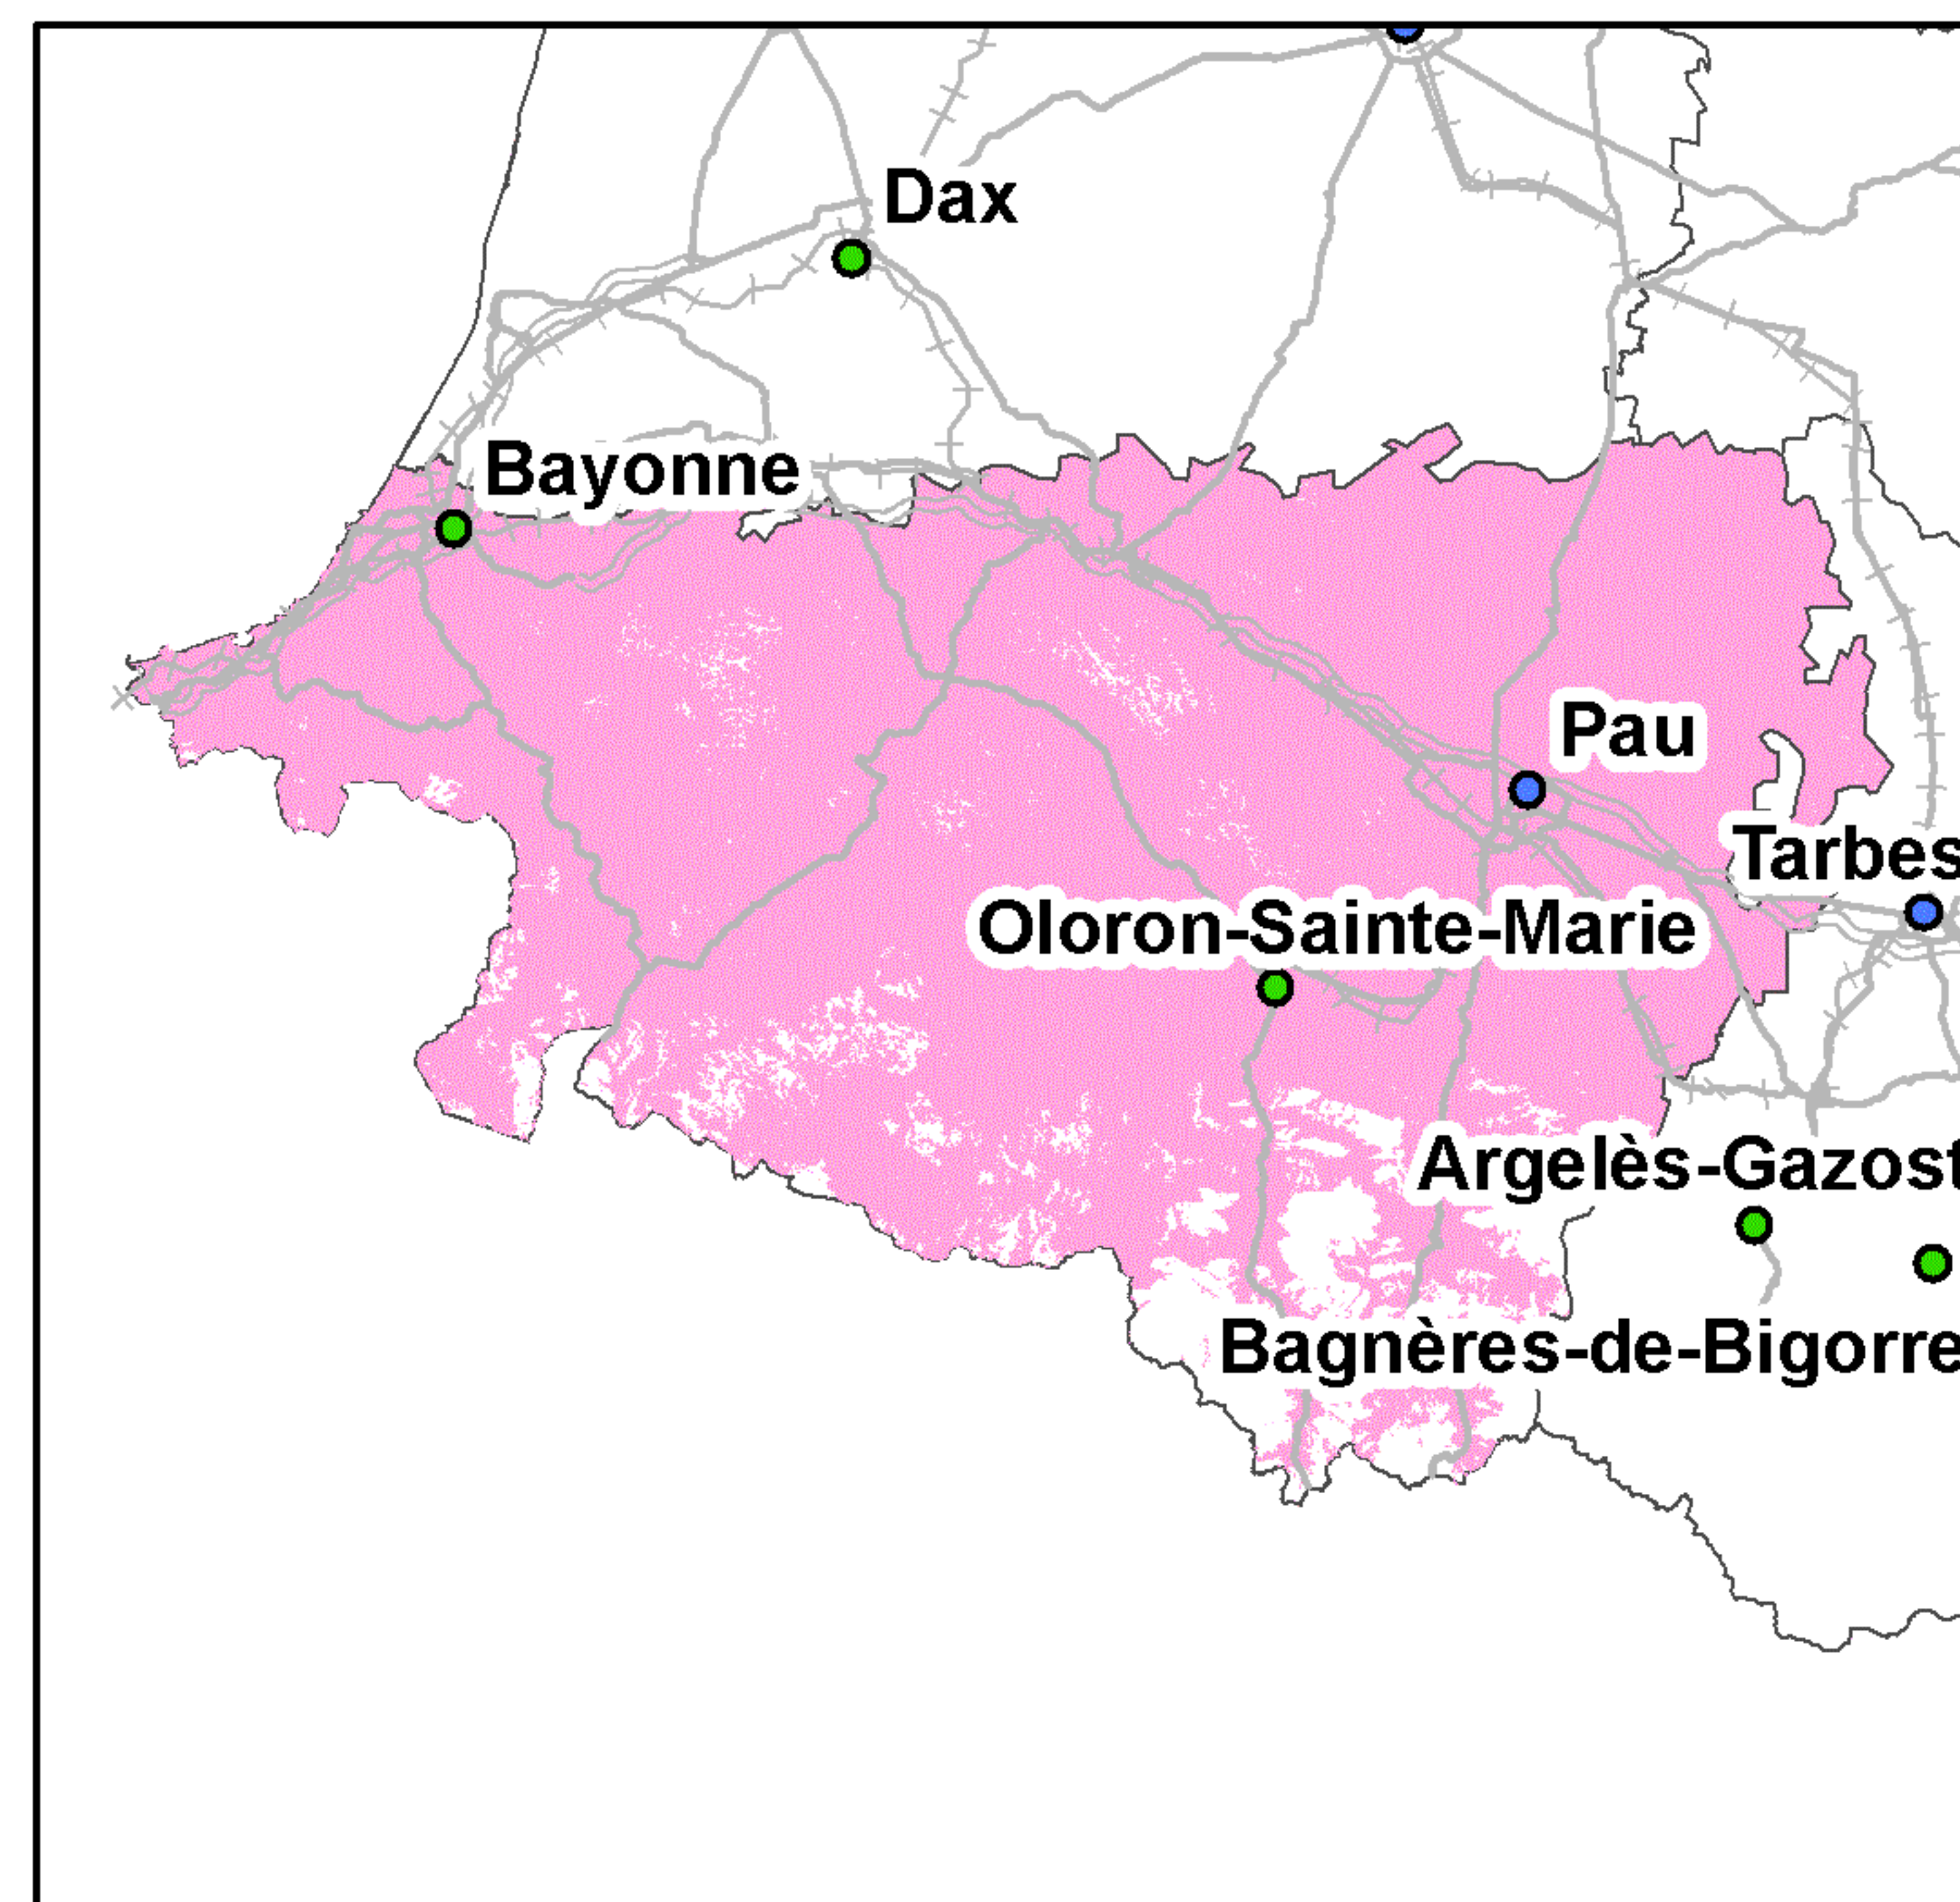 Dax
Bayonne
Pau
Tarbes
Oloron-Sainte-Marie
Argelès-Gazost
Bagnères-de-Bigorre